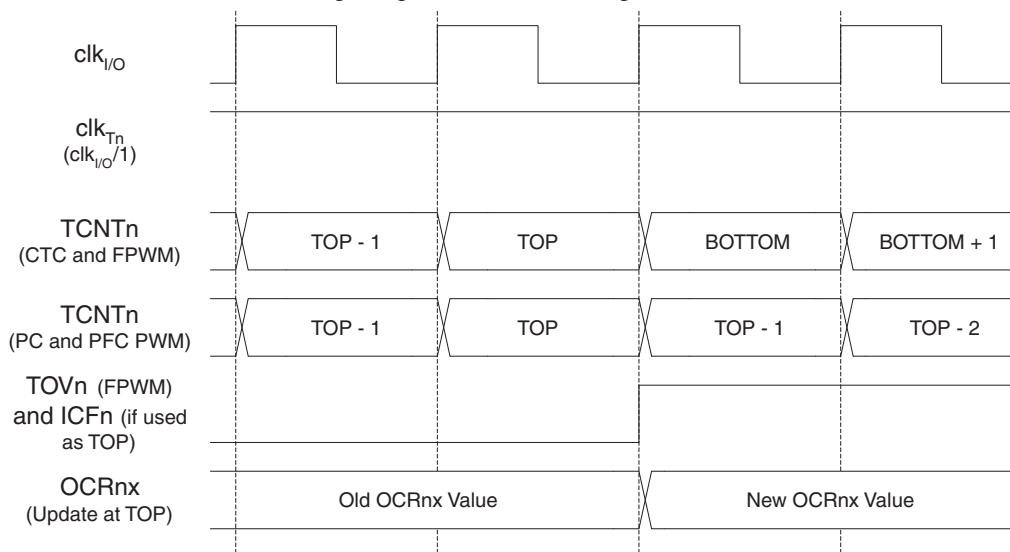 clkI/O
clkTn
(clkI/O/1)
TCNTn
(CTC and FPWM)
TOP - 1
TOP
BOTTOM
BOTTOM + 1
TCNTn
(PC and PFC PWM)
TOP - 1
TOP
TOP - 1
TOP - 2
TOVn (FPWM)
and ICFn (if used
as TOP)
OCRnx
(Update at TOP)
Old OCRnx Value
New OCRnx Value